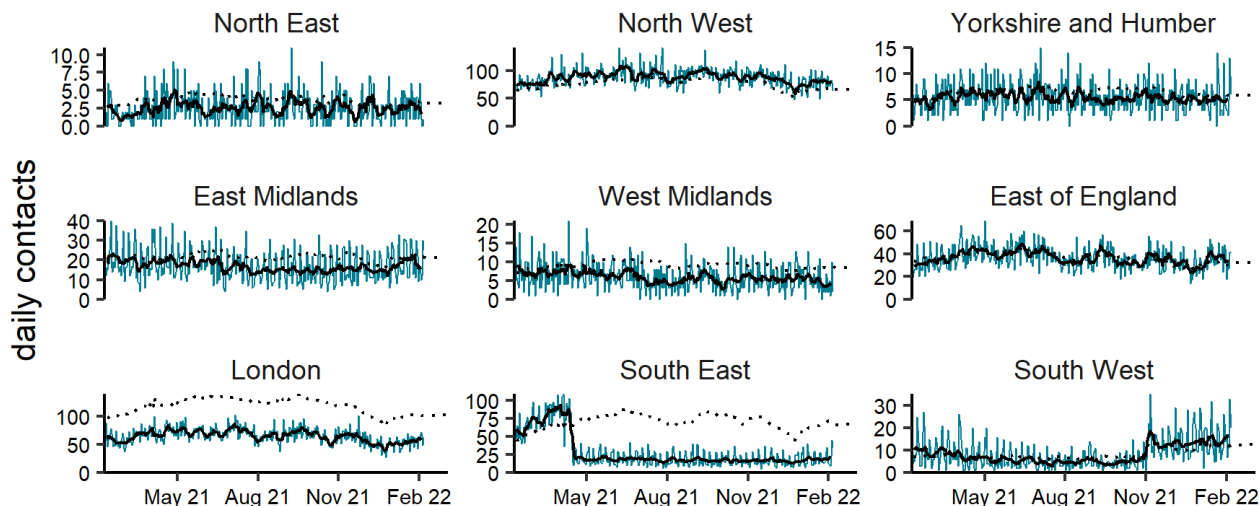 North East
North West
Yorkshire and Humber
10.0
7.5
5.0
2.5
0.0
100
50
0
15
10
5
0
daily contacts
East Midlands
West Midlands
East of England
40
30
20
10
0
20
15
10
5
0
60
40
20
0
London
South East
South West
100
50
0
100
75
50
25
0
30
20
10
0
May 21 Aug 21 Nov 21 Feb 22
May 21 Aug 21 Nov 21 Feb 22
May 21 Aug 21 Nov 21 Feb 22